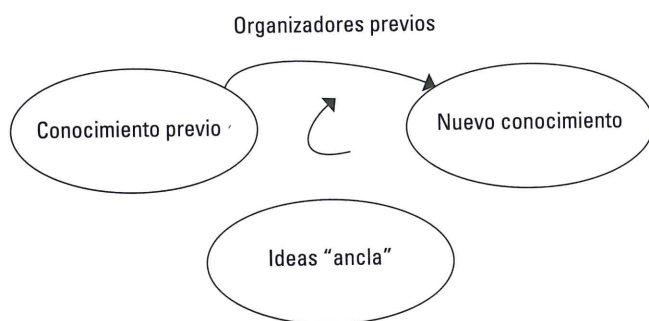 Organizadores previos
Conocimiento previo
Nuevo conocimiento
Ideas “ancla”